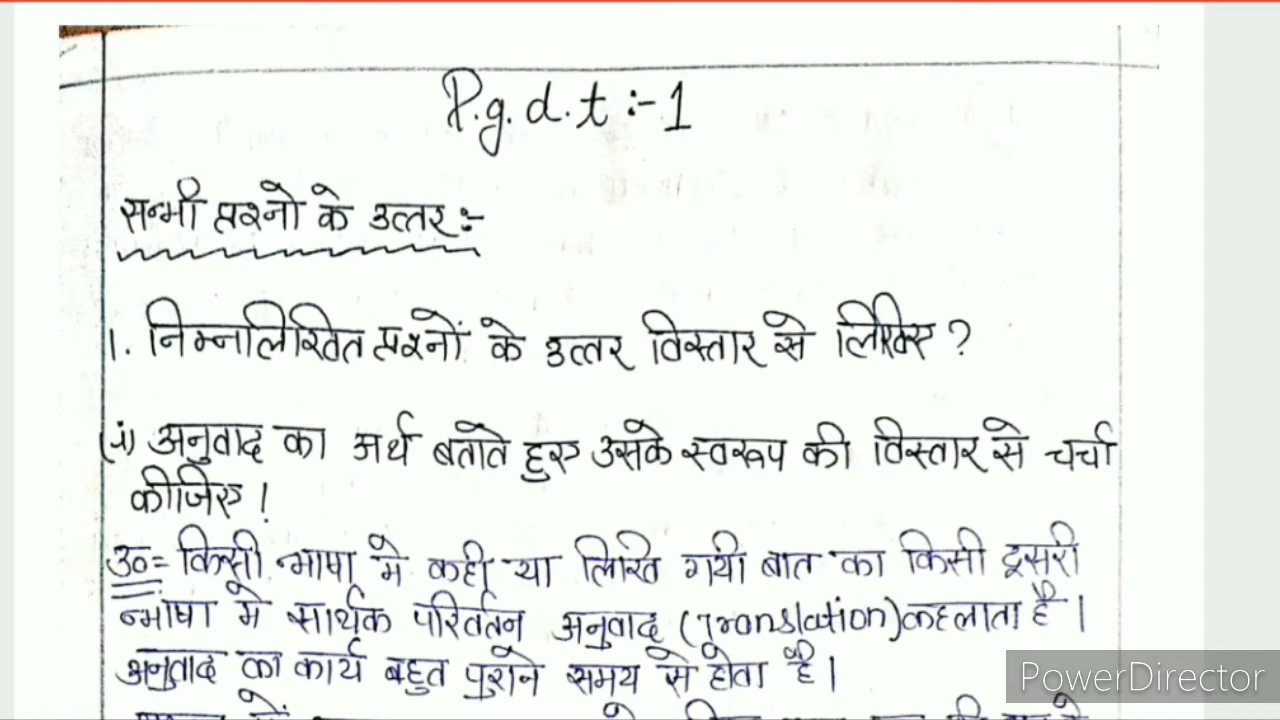 P.g.d.t :- 1
सभी प्रश्नो के उत्तर :-
1. निम्नलिखित प्रश्नों के उत्तर विस्तार से लिखिए ?
(i) अनुवाद का अर्थ बताते हुए उसके स्वरूप की विस्तार से चर्चा
कीजिए !
उ०= किसी भाषा मे कही या लिखि गयी बात का किसी दूसरी
भाषा मे सार्थक परिवर्तन अनुवाद (Translation) कहलाता है ।
अनुवाद का कार्य बहुत पुराने समय से होता है ।
PowerDirector